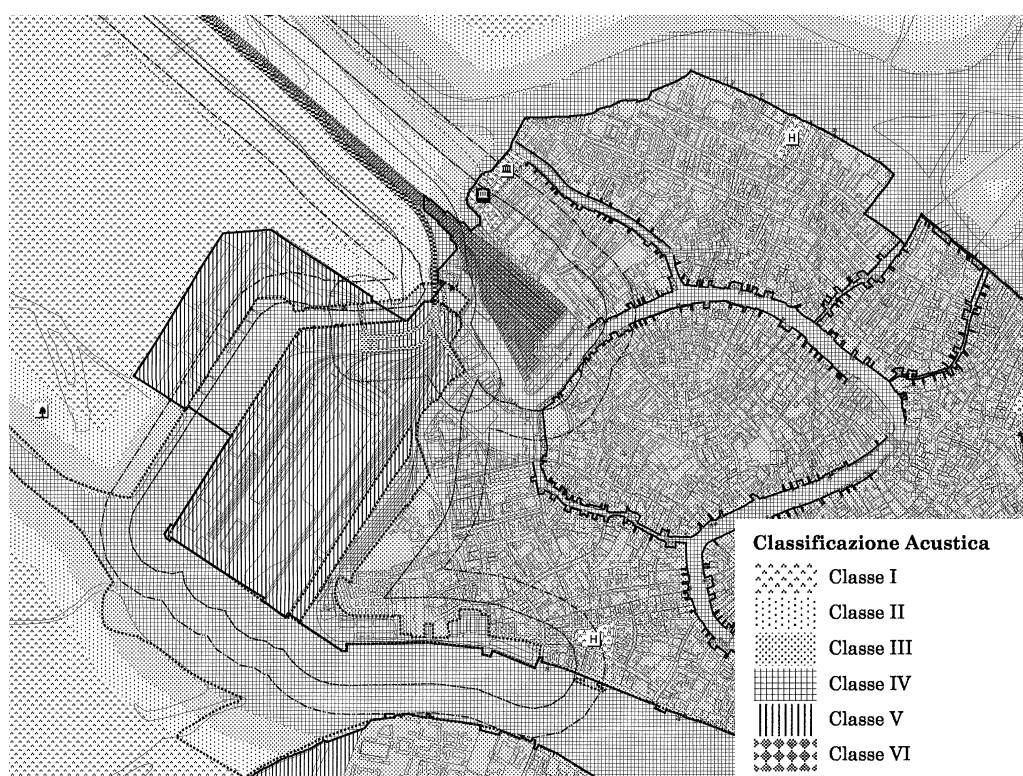 H
H
Classificazione Acustica
Classe I
Classe II
Classe III
Classe IV
Classe V
Classe VI